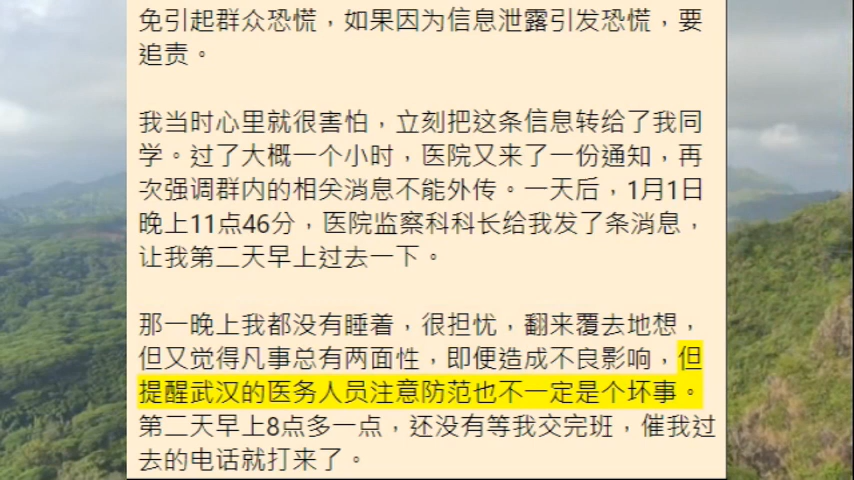 免引起群众恐慌，如果因为信息泄露引发恐慌，要
追责。
我当时心里就很害怕，立刻把这条信息转给了我同
学。过了大概一个小时，医院又来了一份通知，再
次强调群内的相关消息不能外传。一天后，1月1日
晚上11点46分，医院监察科科长给我发了条消息，
让我第二天早上过去一下。
那一晚上我都没有睡着，很担忧，翻来覆去地想，
但又觉得凡事总有两面性，即便造成不良影响，但
提醒武汉的医务人员注意防范也不一定是个坏事。
第二天早上8点多一点，还没有等我交完班，催我过
去的电话就打来了。